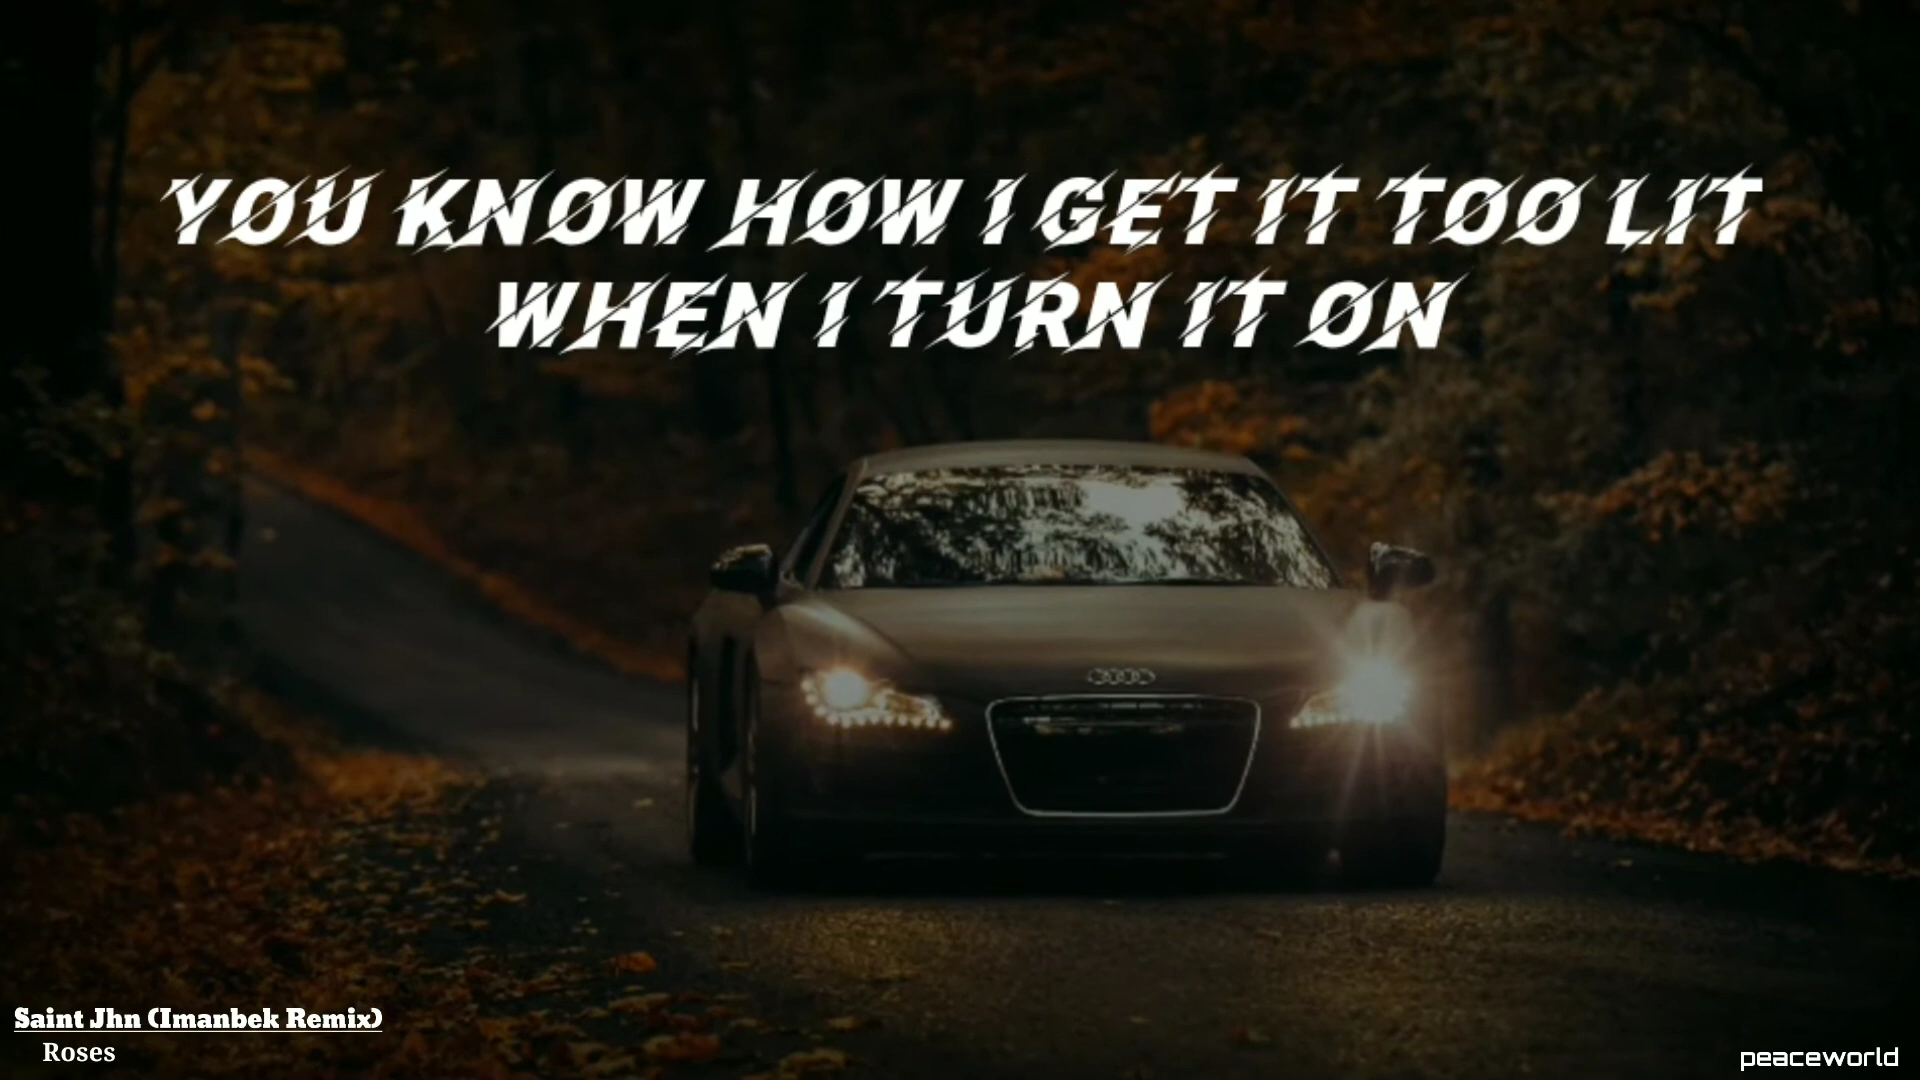 YOU KNOW HOW I GET IT TOO LIT
WHEN I TURN IT ON
Saint Jhn (Imanbek Remix)
Roses
peaceworld